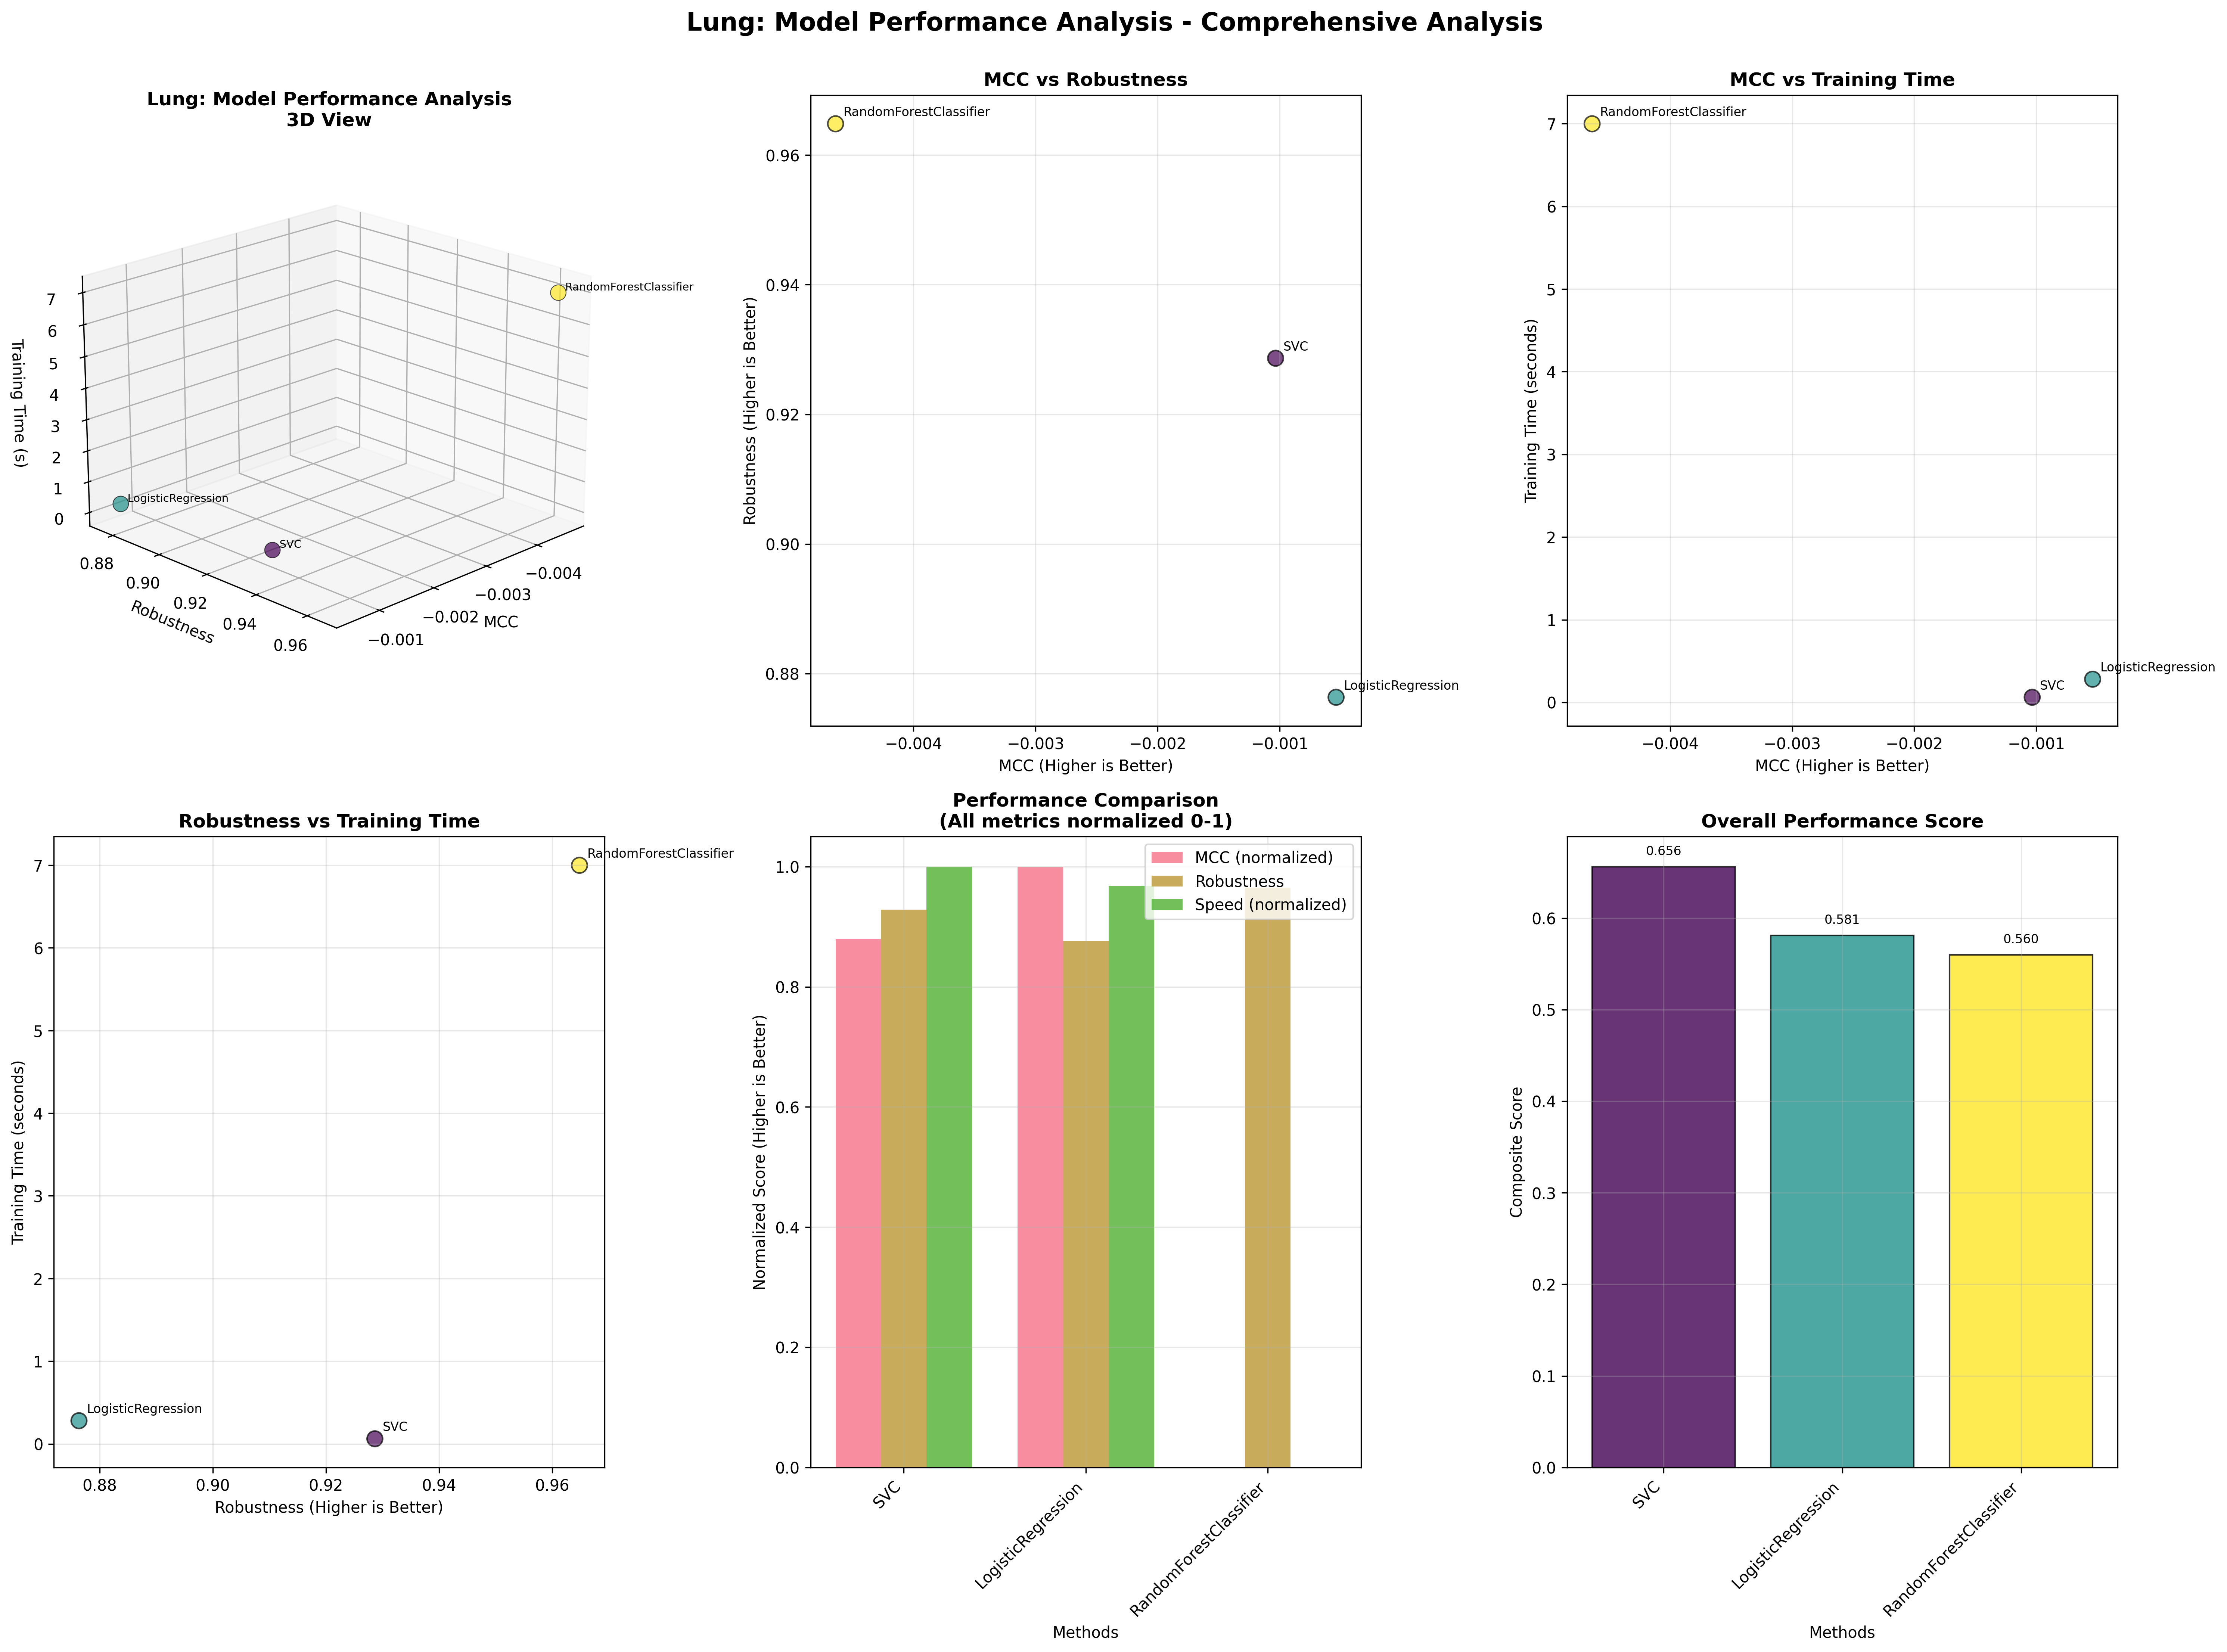 Lung: Model Performance Analysis - Comprehensive Analysis
Lung: Model Performance Analysis
3D View
RandomForestClassifier
LogisticRegression
SVC
7
6
5
4
3
2
1
0
Training Time (s)
0.88
0.90
0.92
0.94
0.96
Robustness
−0.004
−0.003
−0.002
−0.001
MCC
MCC vs Robustness
RandomForestClassifier
SVC
LogisticRegression
0.96
0.94
0.92
0.90
0.88
Robustness (Higher is Better)
−0.004
−0.003
−0.002
−0.001
MCC (Higher is Better)
MCC vs Training Time
RandomForestClassifier
LogisticRegression
SVC
7
6
5
4
3
2
1
0
Training Time (seconds)
−0.004
−0.003
−0.002
−0.001
MCC (Higher is Better)
Robustness vs Training Time
RandomForestClassifier
LogisticRegression
SVC
7
6
5
4
3
2
1
0
Training Time (seconds)
0.88
0.90
0.92
0.94
0.96
Robustness (Higher is Better)
Performance Comparison
(All metrics normalized 0-1)
MCC (normalized)
Robustness
Speed (normalized)
1.0
0.8
0.6
0.4
0.2
0.0
Normalized Score (Higher is Better)
SVC
LogisticRegression
RandomForestClassifier
Methods
Overall Performance Score
0.656
0.581
0.560
0.6
0.5
0.4
0.3
0.2
0.1
0.0
Composite Score
SVC
LogisticRegression
RandomForestClassifier
Methods